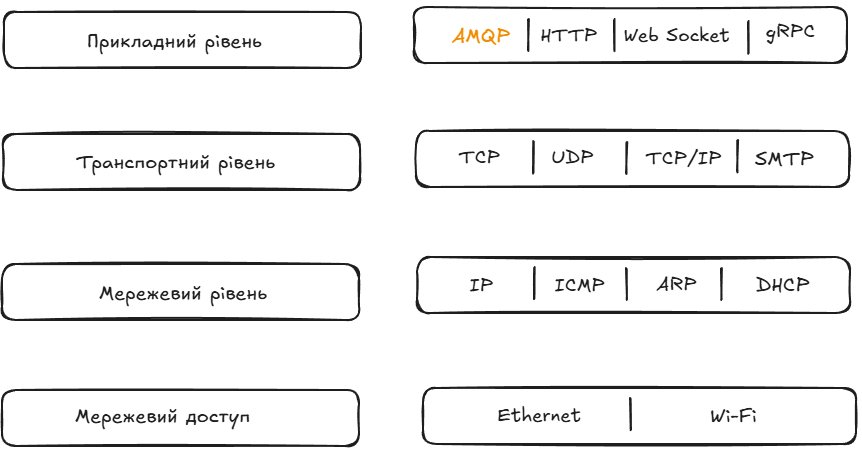 Прикладний рівень
AMQP | HTTP | Web Socket | gRPC
Транспортний рівень
TCP | UDP | TCP/IP | SMTP
Мережевий рівень
IP | ICMP | ARP | DHCP
Мережевий доступ
Ethernet | Wi-Fi